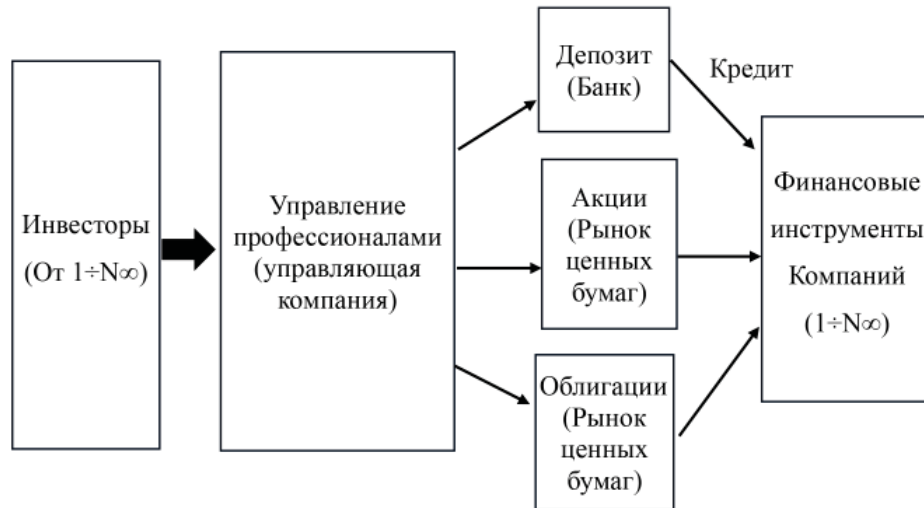 Инвесторы
(От 1÷N∞)
Управление
профессионалами
(управляющая
компания)
Депозит
(Банк)
Кредит
Акции
(Рынок
ценных
бумаг)
Облигации
(Рынок
ценных
бумаг)
Финансовые
инструменты
Компаний
(1÷N∞)